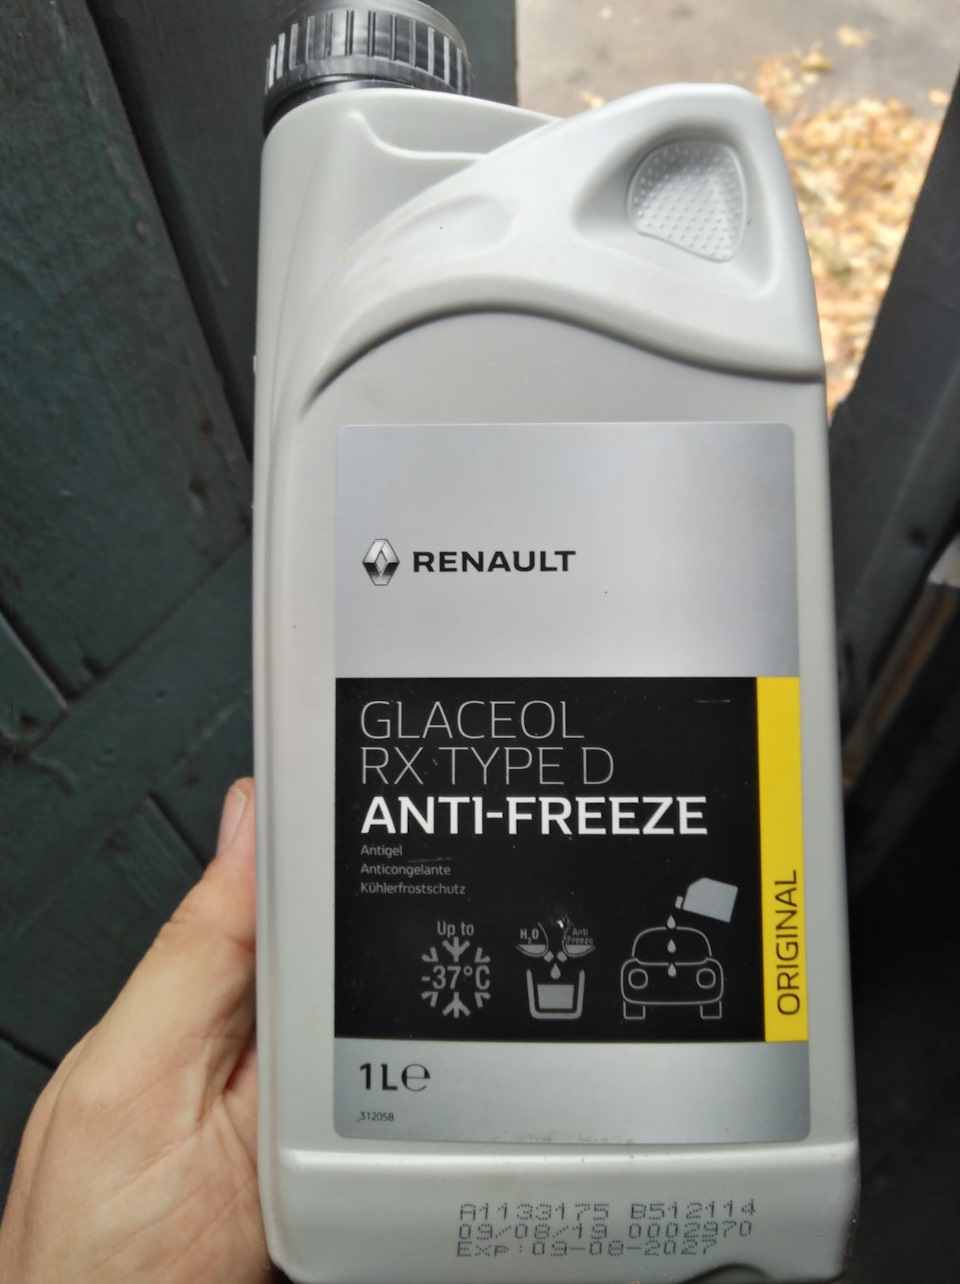 RENAULT
GLACEOL
RX TYPE D
ANTI-FREEZE
Antigel
Anticongelante
Kühlerfrostschutz
Up to
-37°C
H2O
Anti
Freeze
ORIGINAL
1L℮
312058
A1133175 B512114
09/08/19 0002970
Exp:09-08-2027